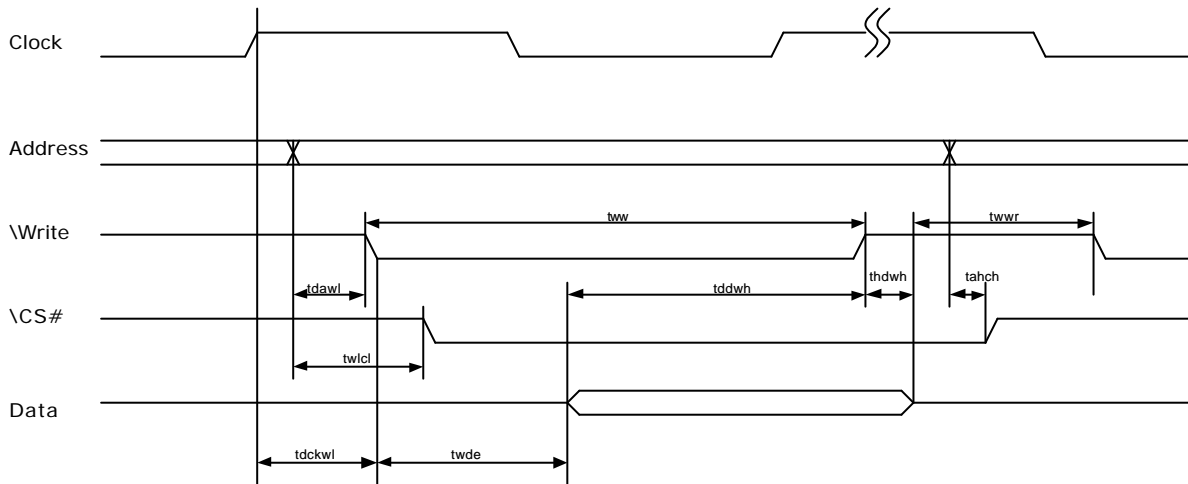 Clock
Address
\Write
tww
twwr
tdawl
tddwh
thdwh
tahch
\CS#
twlcl
Data
tdckwl
twde